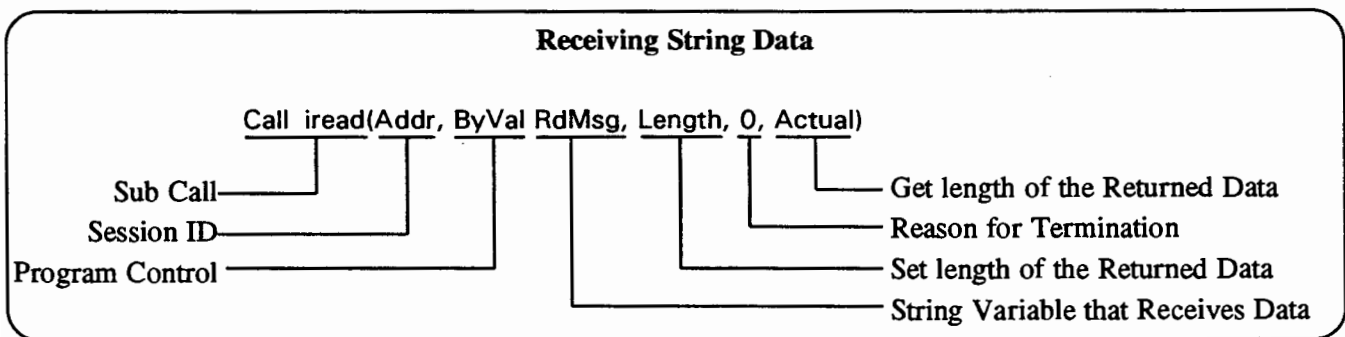 Receiving String Data
Call iread(Addr, ByVal RdMsg, Length, 0, Actual)
Sub Call
Session ID
Program Control
Get length of the Returned Data
Reason for Termination
Set length of the Returned Data
String Variable that Receives Data